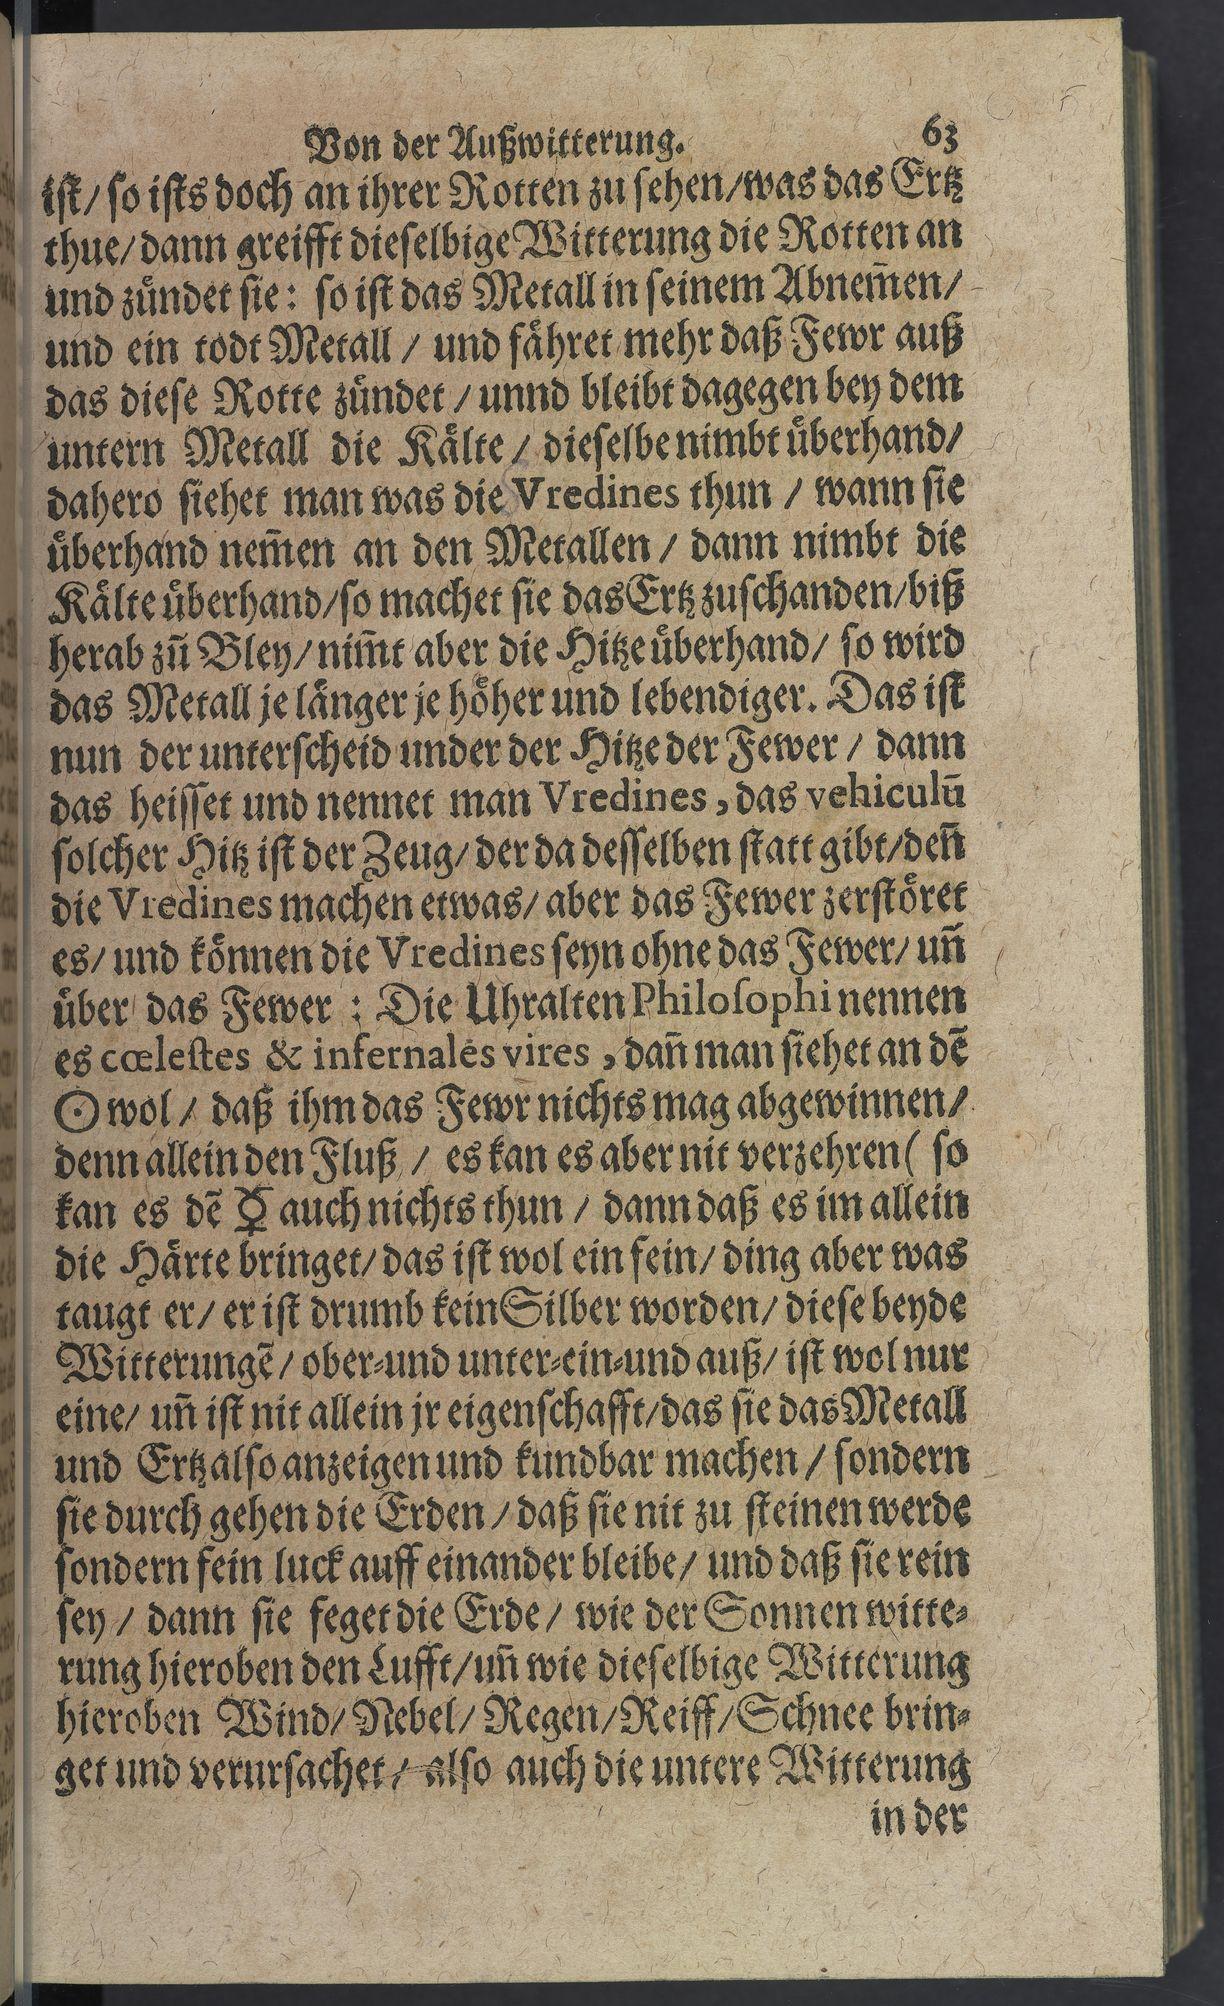 Von der Außwitterung. 63
ist/ so ists doch an ihrer Rotten zu sehen/was das Ertz
thue/dann greifft dieselbige Witterung die Rotten an
und zündet sie: so ist das Metall in seinem Abnem̄en/
und ein todt Metall / und fähret mehr daß Fewr auß
das diese Rotte zündet / unnd bleibt dagegen bey dem
untern Metall die Kälte / dieselbe nimbt überhand/
dahero siehet man was die Vredines thun / wann sie
überhand nem̄en an den Metallen / dann nimbt die
Kälte überhand/so machet sie das Ertz zuschanden/biß
herab zū Bley/nim̄t aber die Hitze überhand/ so wird
das Metall je länger je höher und lebendiger. Das ist
nun der unterscheid under der Hitze der Fewer / dann
das heisset und nennet man Vredines, das vehiculū
solcher Hitz ist der Zeug/der da desselben statt gibt/deñ
die Vredines machen etwas/ aber das Fewer zerstöret
es/ und können die Vredines seyn ohne das Fewer/ uñ
über das Fewer : Die Uhralten Philosophi nennen
es cœlestes & infernales vires, dañ man siehet an dē
☉ wol / daß ihm das Fewr nichts mag abgewinnen/
denn allein den Fluß / es kan es aber nit verzehren( so
kan es dē ☿ auch nichts thun / dann daß es im allein
die Härte bringet/das ist wol ein fein/ding aber was
taugt er/ er ist drumb kein Silber worden/ diese beyde
Witterungē/ ober-und unter-ein-und auß/ ist wol nur
eine/ uñ ist nit allein jr eigenschafft/das sie das Metall
und Ertz also anzeigen und kundbar machen / sondern
sie durch gehen die Erden / daß sie nit zu steinen werde
sondern fein luck auff einander bleibe/ und daß sie rein
sey / dann sie feget die Erde/ wie der Sonnen witte-
rung hieroben den Lufft/uñ wie dieselbige Witterung
hieroben Wind/Nebel/Regen/Reiff/Schnee brin-
get und verursachet/ also auch die untere Witterung
in der